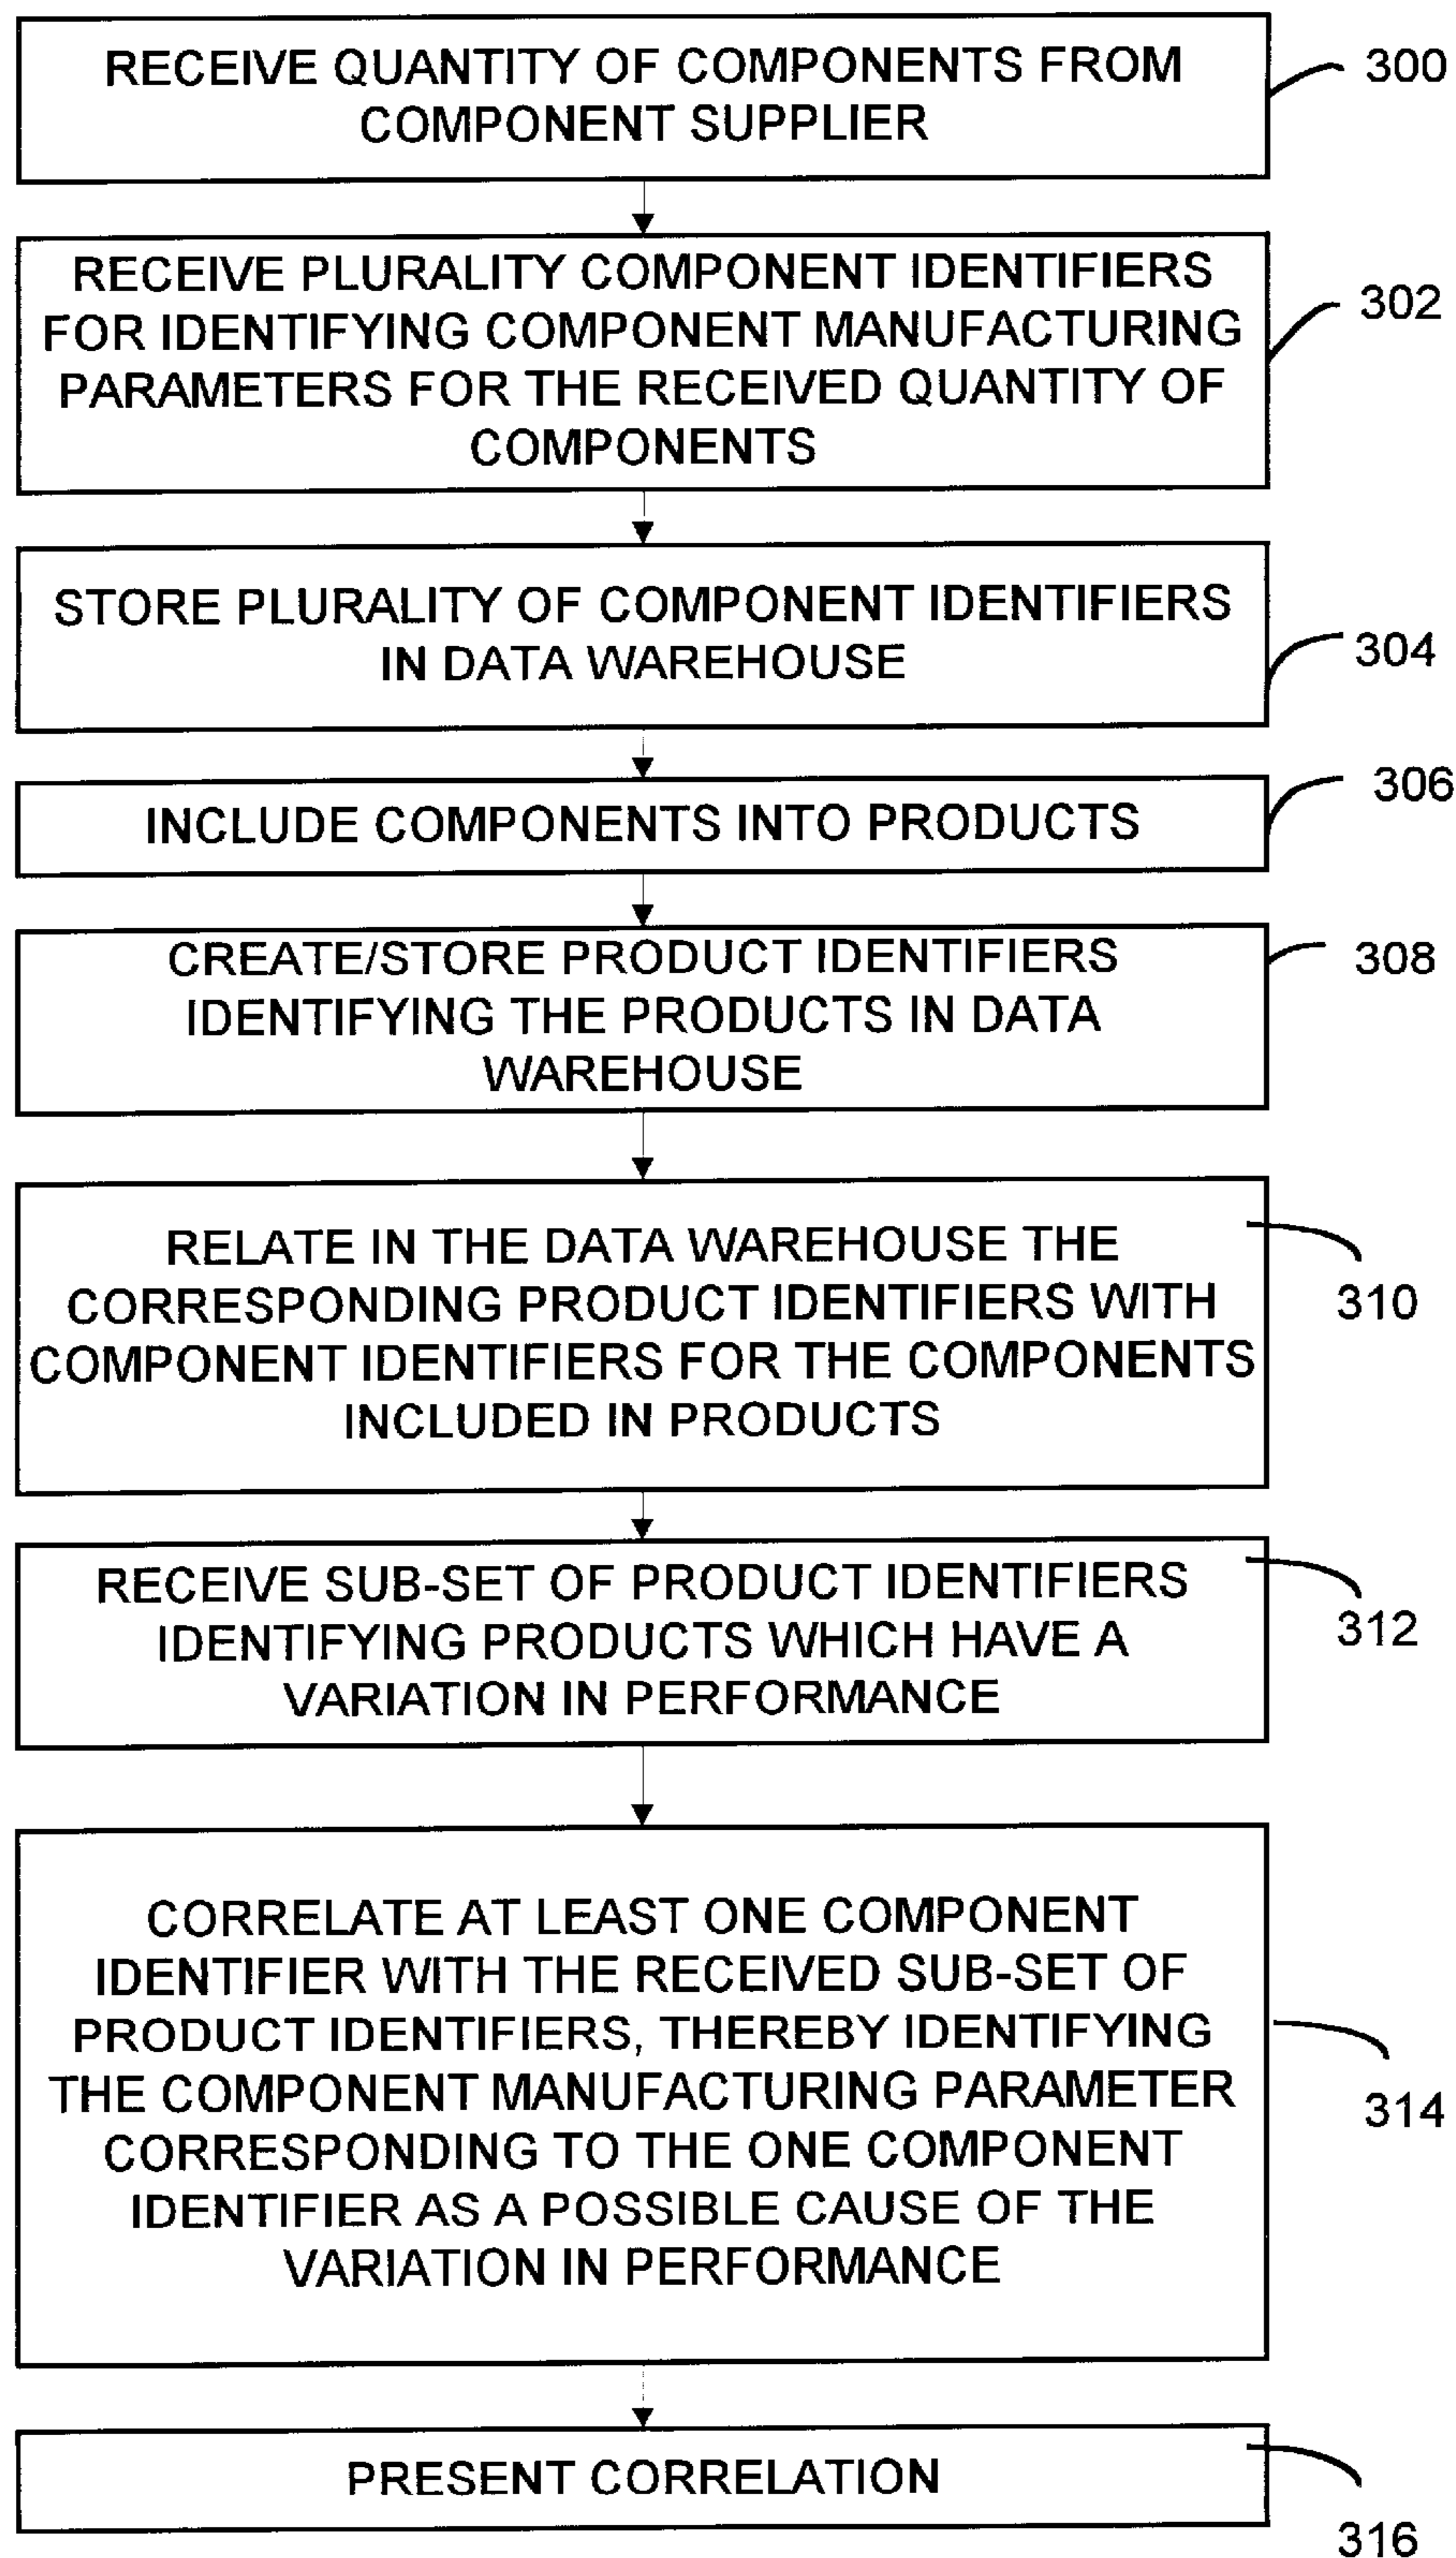 RECEIVE QUANTITY OF COMPONENTS FROM
COMPONENT SUPPLIER
300
RECEIVE PLURALITY COMPONENT IDENTIFIERS
FOR IDENTIFYING COMPONENT MANUFACTURING
PARAMETERS FOR THE RECEIVED QUANTITY OF
COMPONENTS
302
STORE PLURALITY OF COMPONENT IDENTIFIERS
IN DATA WAREHOUSE
304
INCLUDE COMPONENTS INTO PRODUCTS
306
CREATE/STORE PRODUCT IDENTIFIERS
IDENTIFYING THE PRODUCTS IN DATA
WAREHOUSE
308
RELATE IN THE DATA WAREHOUSE THE
CORRESPONDING PRODUCT IDENTIFIERS WITH
COMPONENT IDENTIFIERS FOR THE COMPONENTS
INCLUDED IN PRODUCTS
310
RECEIVE SUB-SET OF PRODUCT IDENTIFIERS
IDENTIFYING PRODUCTS WHICH HAVE A
VARIATION IN PERFORMANCE
312
CORRELATE AT LEAST ONE COMPONENT
IDENTIFIER WITH THE RECEIVED SUB-SET OF
PRODUCT IDENTIFIERS, THEREBY IDENTIFYING
THE COMPONENT MANUFACTURING PARAMETER
CORRESPONDING TO THE ONE COMPONENT
IDENTIFIER AS A POSSIBLE CAUSE OF THE
VARIATION IN PERFORMANCE
314
PRESENT CORRELATION
316